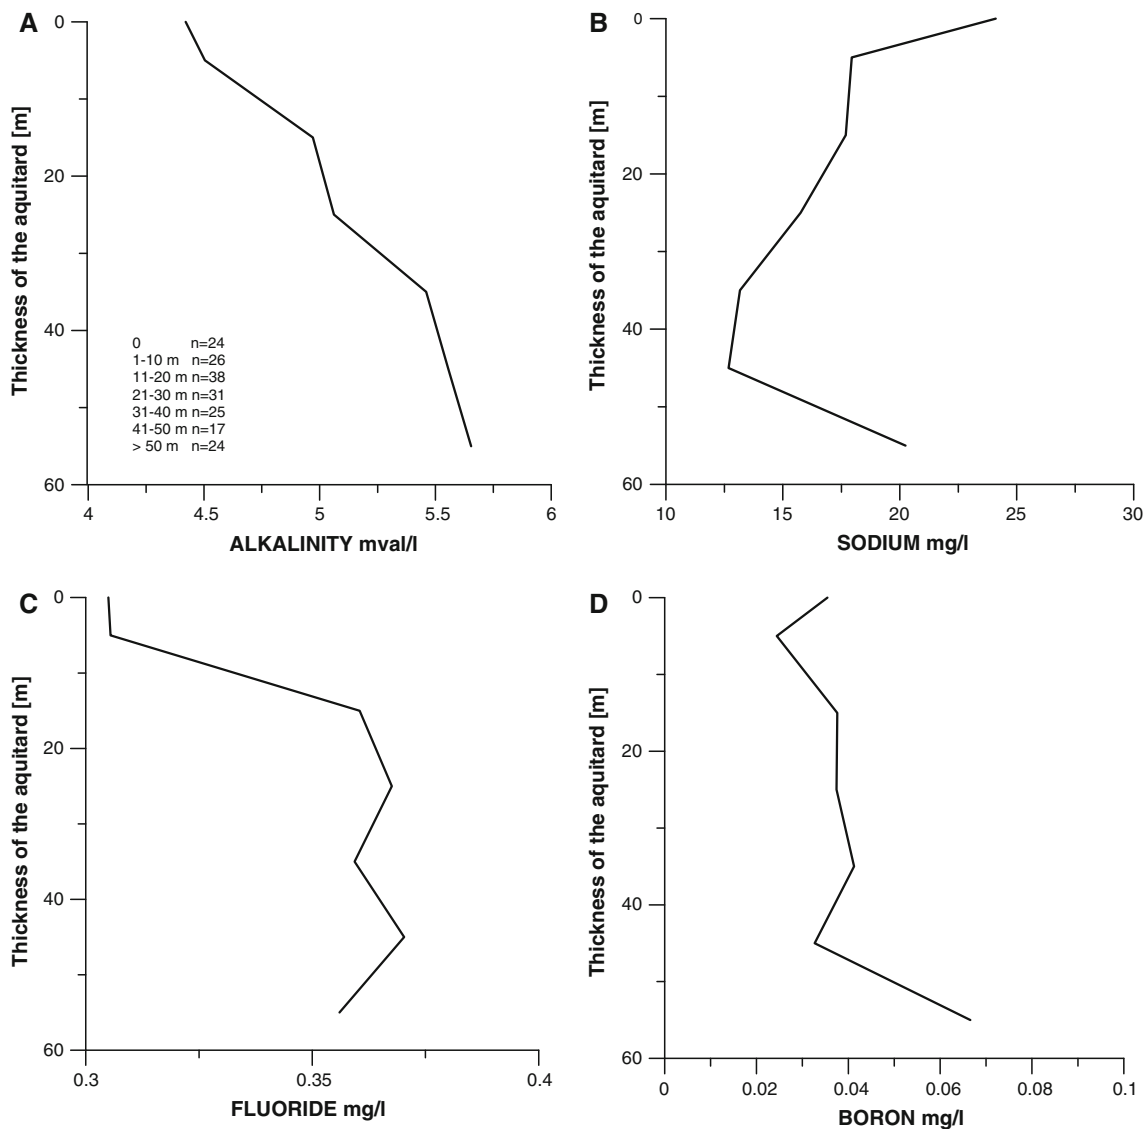 A
0
20
40
60
Thickness of the aquitard [m]
0 n=24
1-10 m n=26
11-20 m n=38
21-30 m n=31
31-40 m n=25
41-50 m n=17
> 50 m n=24
4 4.5 5 5.5 6
ALKALINITY mval/l
B
0
20
40
60
Thickness of the aquitard [m]
10 15 20 25 30
SODIUM mg/l
C
0
20
40
60
Thickness of the aquitard [m]
0.3 0.35 0.4
FLUORIDE mg/l
D
0
20
40
60
Thickness of the aquitard [m]
0 0.02 0.04 0.06 0.08 0.1
BORON mg/l